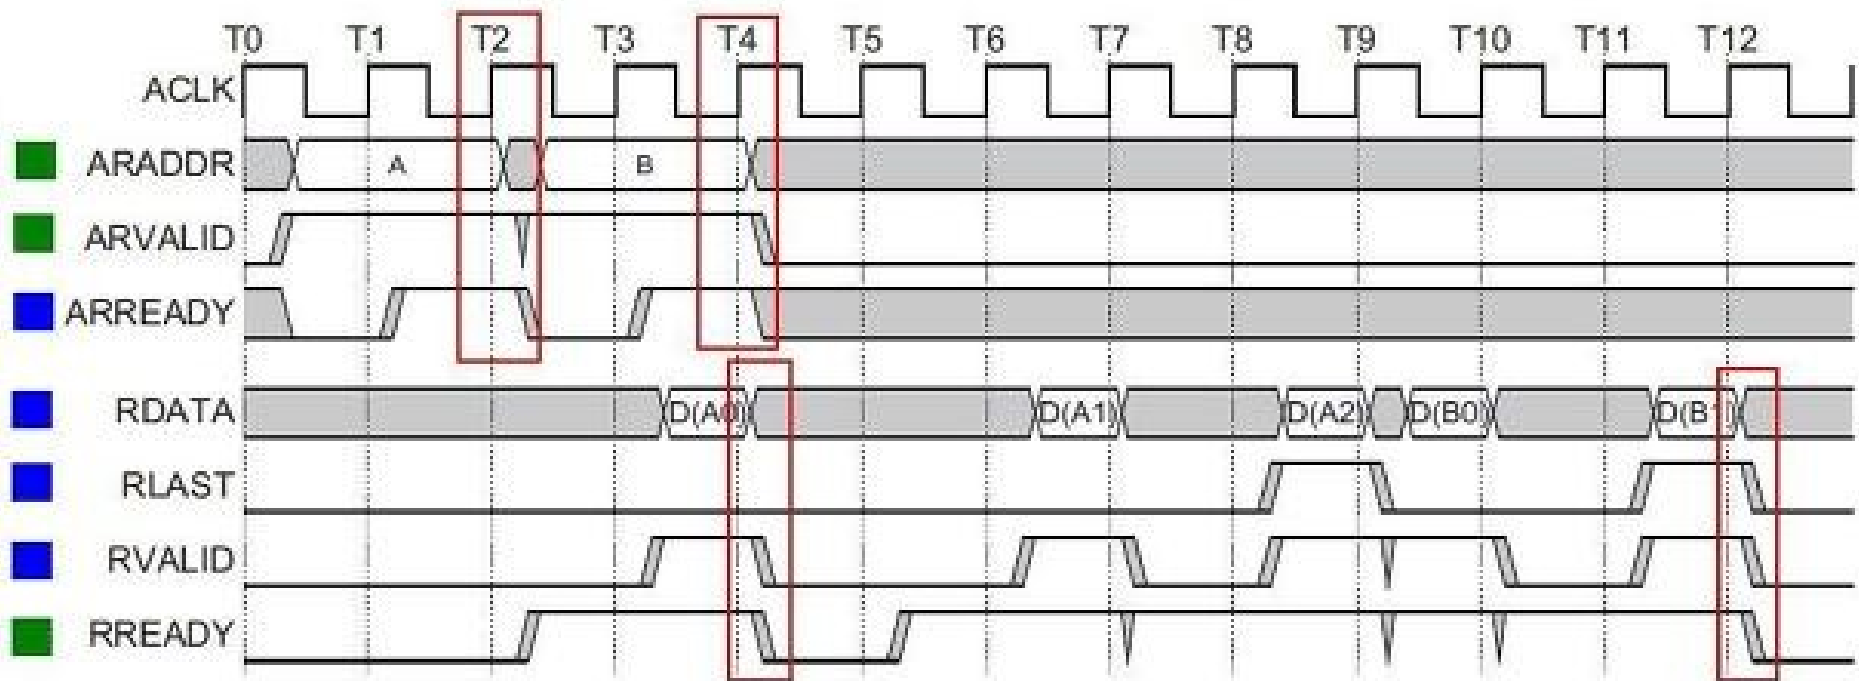 T0 T1 T2 T3 T4 T5 T6 T7 T8 T9 T10 T11 T12
ACLK
ARADDR A B
ARVALID
ARREADY
RDATA D(A0) D(A1) D(A2) D(B0) D(B1)
RLAST
RVALID
RREADY